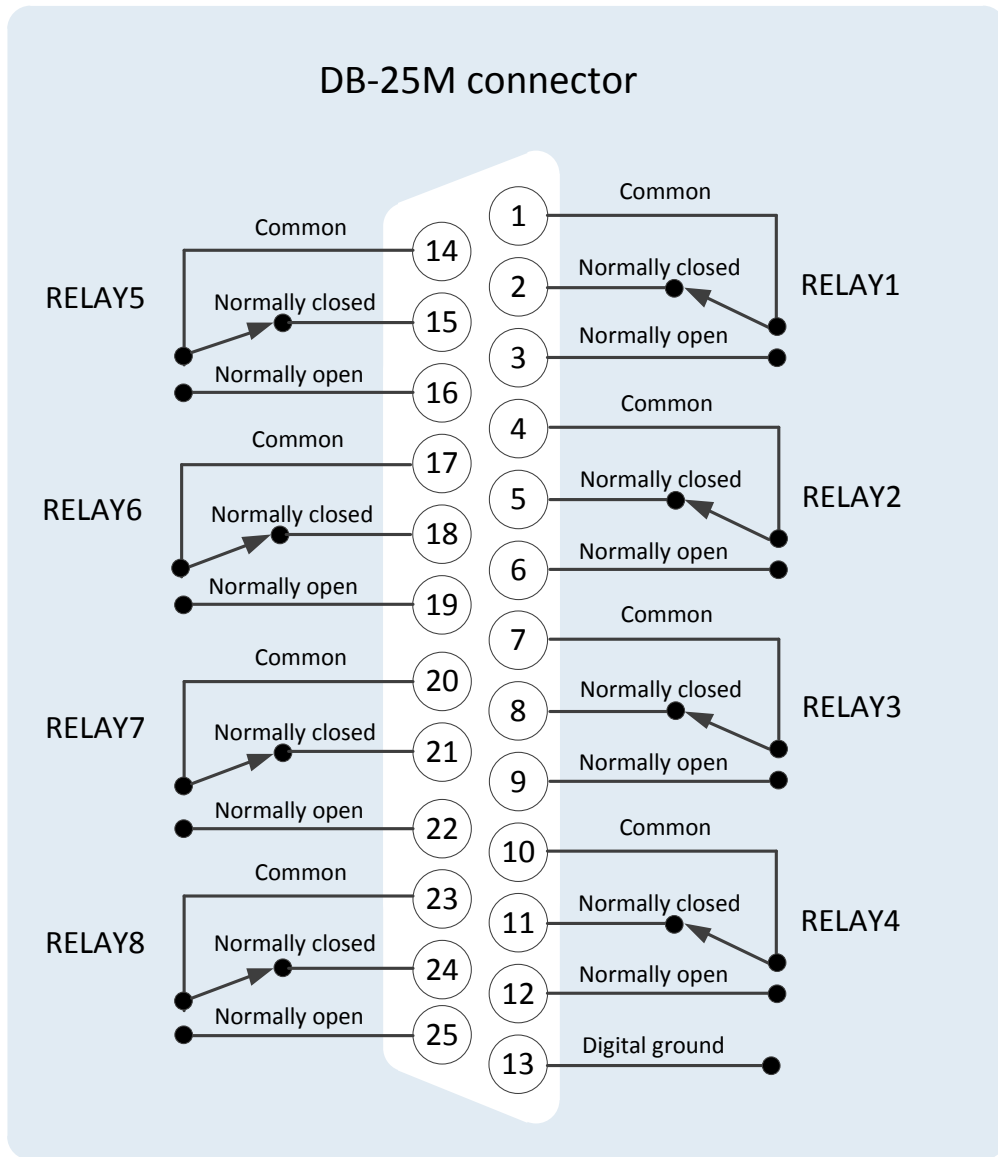 DB-25M connector
Common
1
Common
14
Normally closed
2
RELAY1
RELAY5
Normally closed
15
Normally open
3
Normally open
16
Common
4
Common
17
Normally closed
5
RELAY2
RELAY6
Normally closed
18
Normally open
6
Normally open
19
Common
7
Common
20
Normally closed
8
RELAY3
RELAY7
Normally closed
21
Normally open
9
Normally open
22
Common
10
Common
23
Normally closed
11
RELAY4
RELAY8
Normally closed
24
Normally open
12
Normally open
25
Digital ground
13